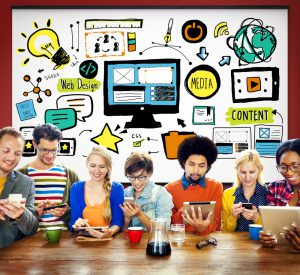 SHARE
Web Design
</>
MEDIA
CONTENT
CSS